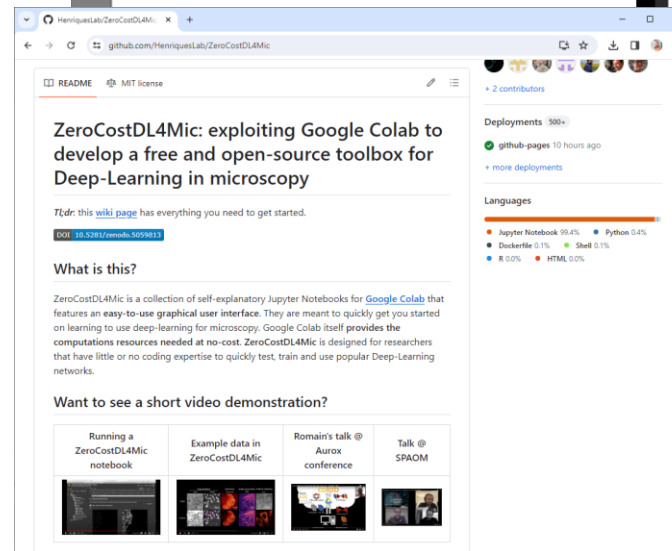 HenriquesLab/ZeroCostDL4Mic:
github.com/HenriquesLab/ZeroCostDL4Mic
README MIT license
ZeroCostDL4Mic: exploiting Google Colab to
develop a free and open-source toolbox for
Deep-Learning in microscopy
Tl;dr: this wiki page has everything you need to get started.
DOI 10.5281/zenodo.5059813
What is this?
ZeroCostDL4Mic is a collection of self-explanatory Jupyter Notebooks for Google Colab that
features an easy-to-use graphical user interface. They are meant to quickly get you started
on learning to use deep-learning for microscopy. Google Colab itself provides the
computations resources needed at no-cost. ZeroCostDL4Mic is designed for researchers
that have little or no coding expertise to quickly test, train and use popular Deep-Learning
networks.
Want to see a short video demonstration?
Running a
ZeroCostDL4Mic
notebook
Example data in
ZeroCostDL4Mic
Romain's talk @
Aurox
conference
Talk @
SPAOM
+ 2 contributors
Deployments 500+
github-pages 10 hours ago
+ more deployments
Languages
Jupyter Notebook 99.4% Python 0.4%
Dockerfile 0.1% Shell 0.1%
R 0.0% HTML 0.0%